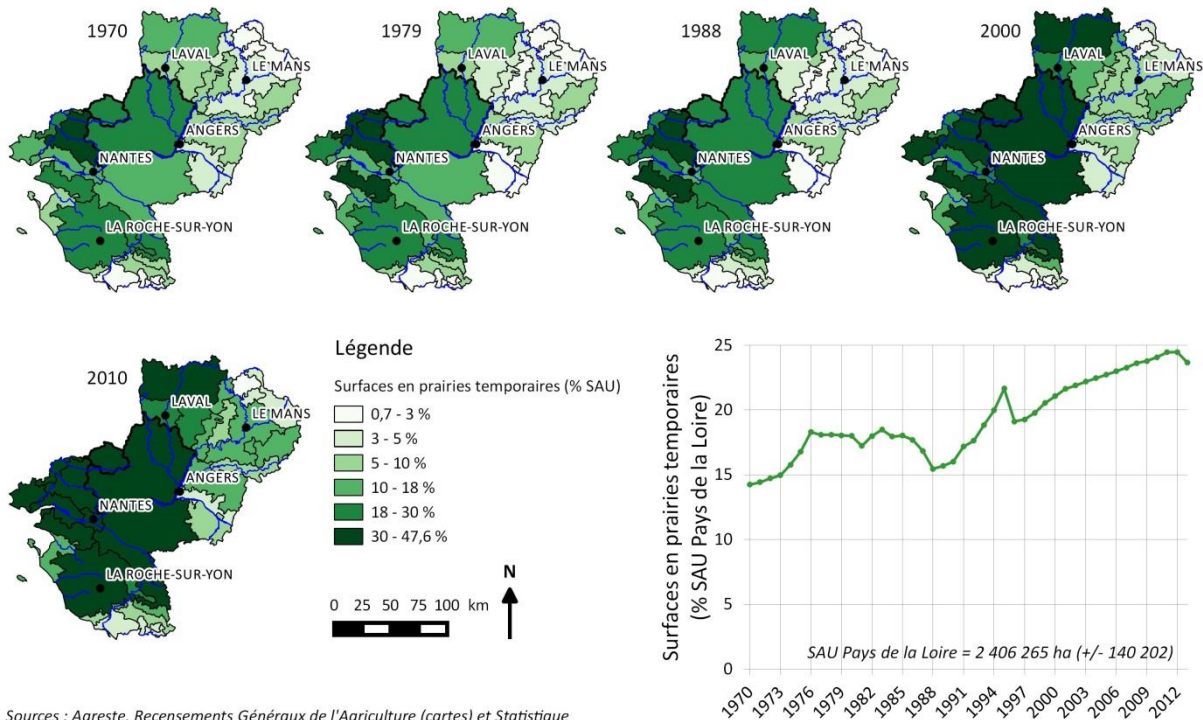 1970
LAVAL
LE MANS
ANGERS
NANTES
LA ROCHE-SUR-YON
1979
LAVAL
LE MANS
ANGERS
NANTES
LA ROCHE-SUR-YON
1988
LAVAL
LE MANS
ANGERS
NANTES
LA ROCHE-SUR-YON
2000
LAVAL
LE MANS
ANGERS
NANTES
LA ROCHE-SUR-YON
2010
LAVAL
LE MANS
ANGERS
NANTES
LA ROCHE-SUR-YON
Légende
Surfaces en prairies temporaires (% SAU)
0,7 - 3 %
3 - 5 %
5 - 10 %
10 - 18 %
18 - 30 %
30 - 47,6 %
N
0 25 50 75 100 km
Surfaces en prairies temporaires
(% SAU Pays de la Loire)
25
20
15
10
5
0
SAU Pays de la Loire = 2 406 265 ha (+/- 140 202)
1970 1973 1976 1979 1982 1985 1988 1991 1994 1997 2000 2003 2006 2009 2012
Sources : Agreste, Recensements Généraux de l'Agriculture (cartes) et Statistique